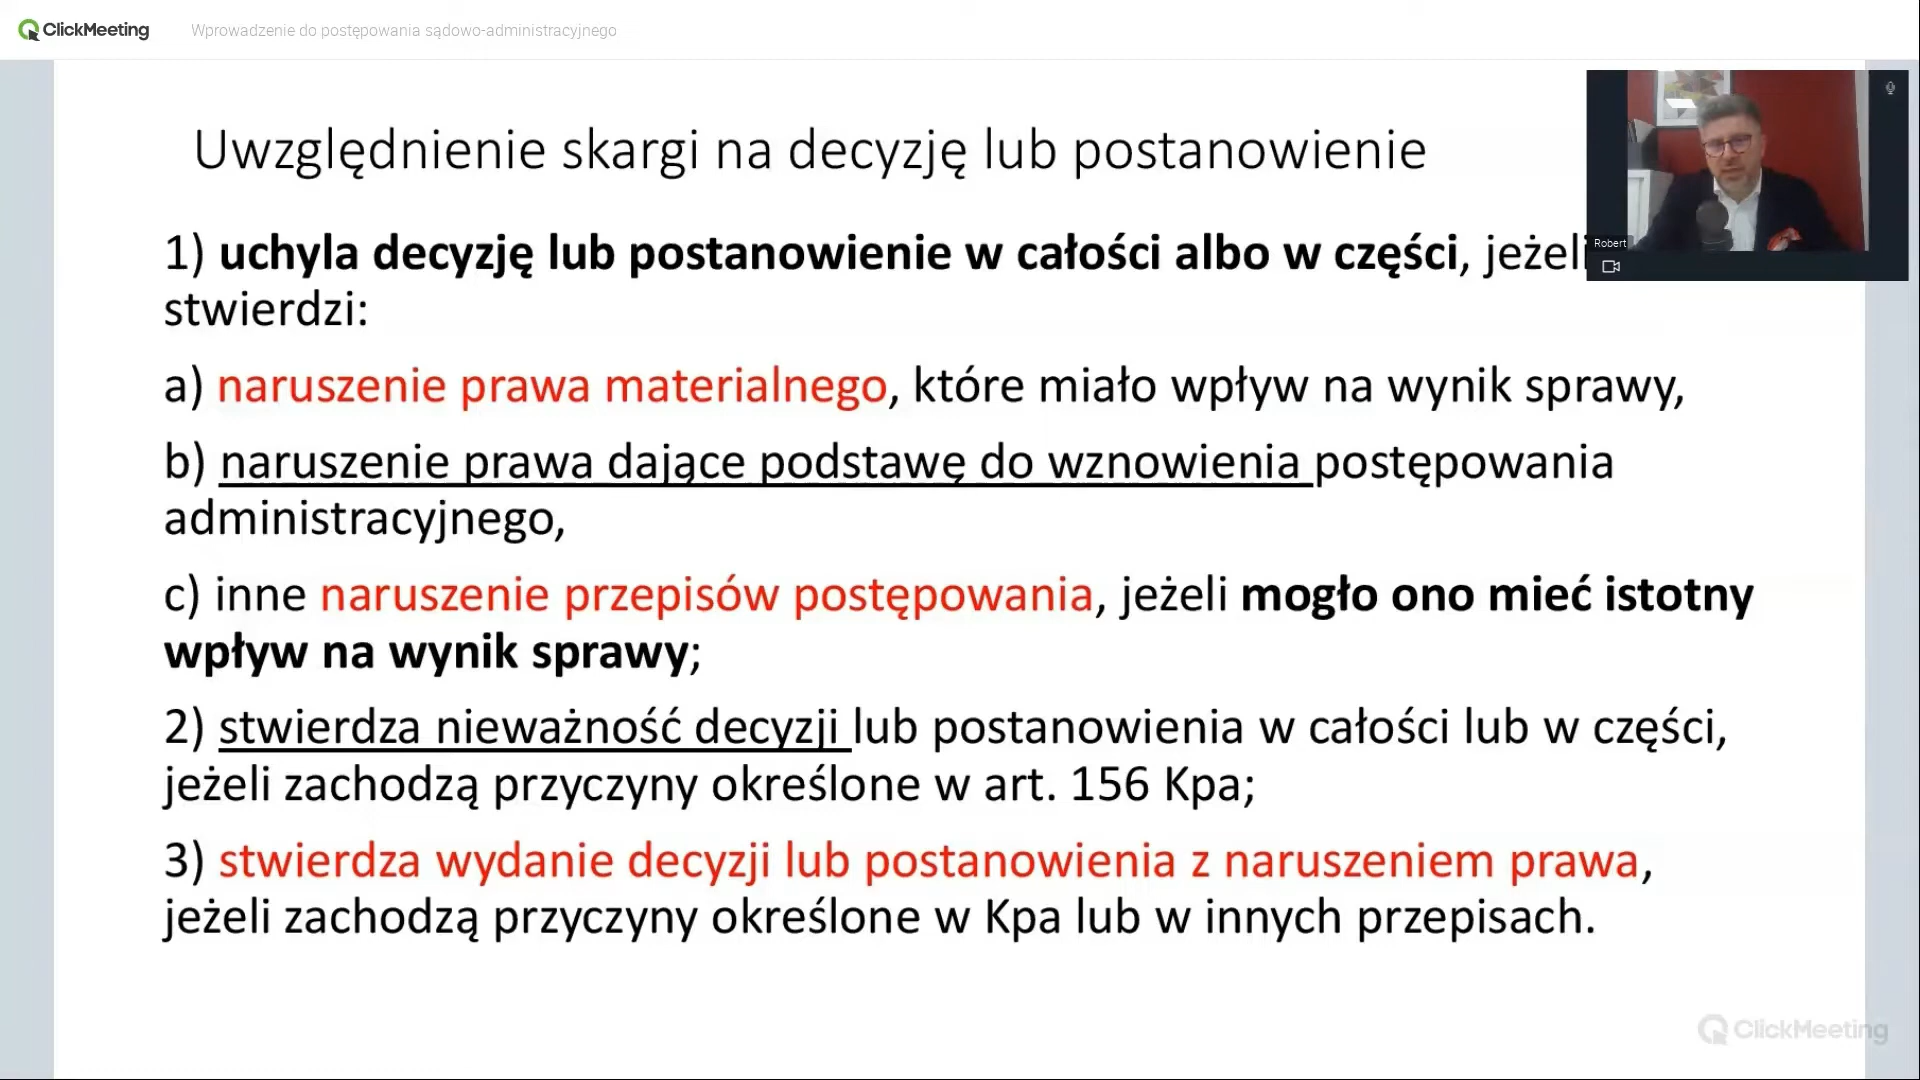 ClickMeeting Wprowadzenie do postępowania sądowo-administracyjnego
Uwzględnienie skargi na decyzję lub postanowienie
1) uchyla decyzję lub postanowienie w całości albo w części, jeżeli
stwierdzi:
a) naruszenie prawa materialnego, które miało wpływ na wynik sprawy,
b) naruszenie prawa dające podstawę do wznowienia postępowania
administracyjnego,
c) inne naruszenie przepisów postępowania, jeżeli mogło ono mieć istotny
wpływ na wynik sprawy;
2) stwierdza nieważność decyzji lub postanowienia w całości lub w części,
jeżeli zachodzą przyczyny określone w art. 156 Kpa;
3) stwierdza wydanie decyzji lub postanowienia z naruszeniem prawa,
jeżeli zachodzą przyczyny określone w Kpa lub w innych przepisach.
Robert
ClickMeeting